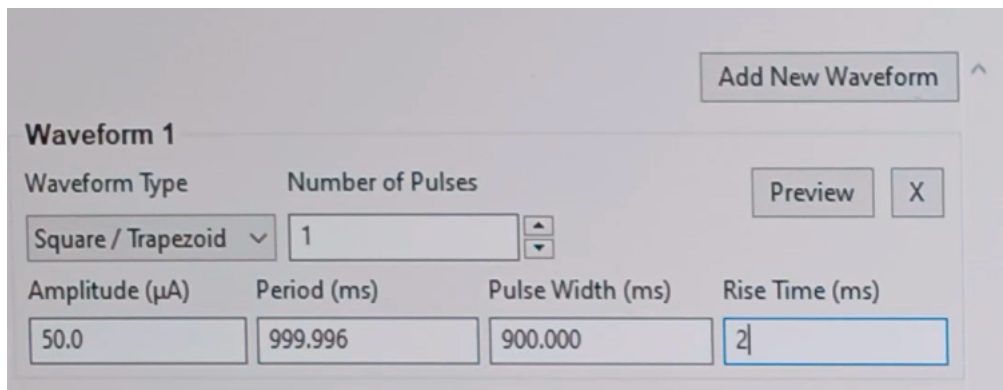 Add New Waveform
Waveform 1
Waveform Type Number of Pulses
Preview X
Square / Trapezoid 1
Amplitude (µA) Period (ms) Pulse Width (ms) Rise Time (ms)
50.0 999.996 900.000 2